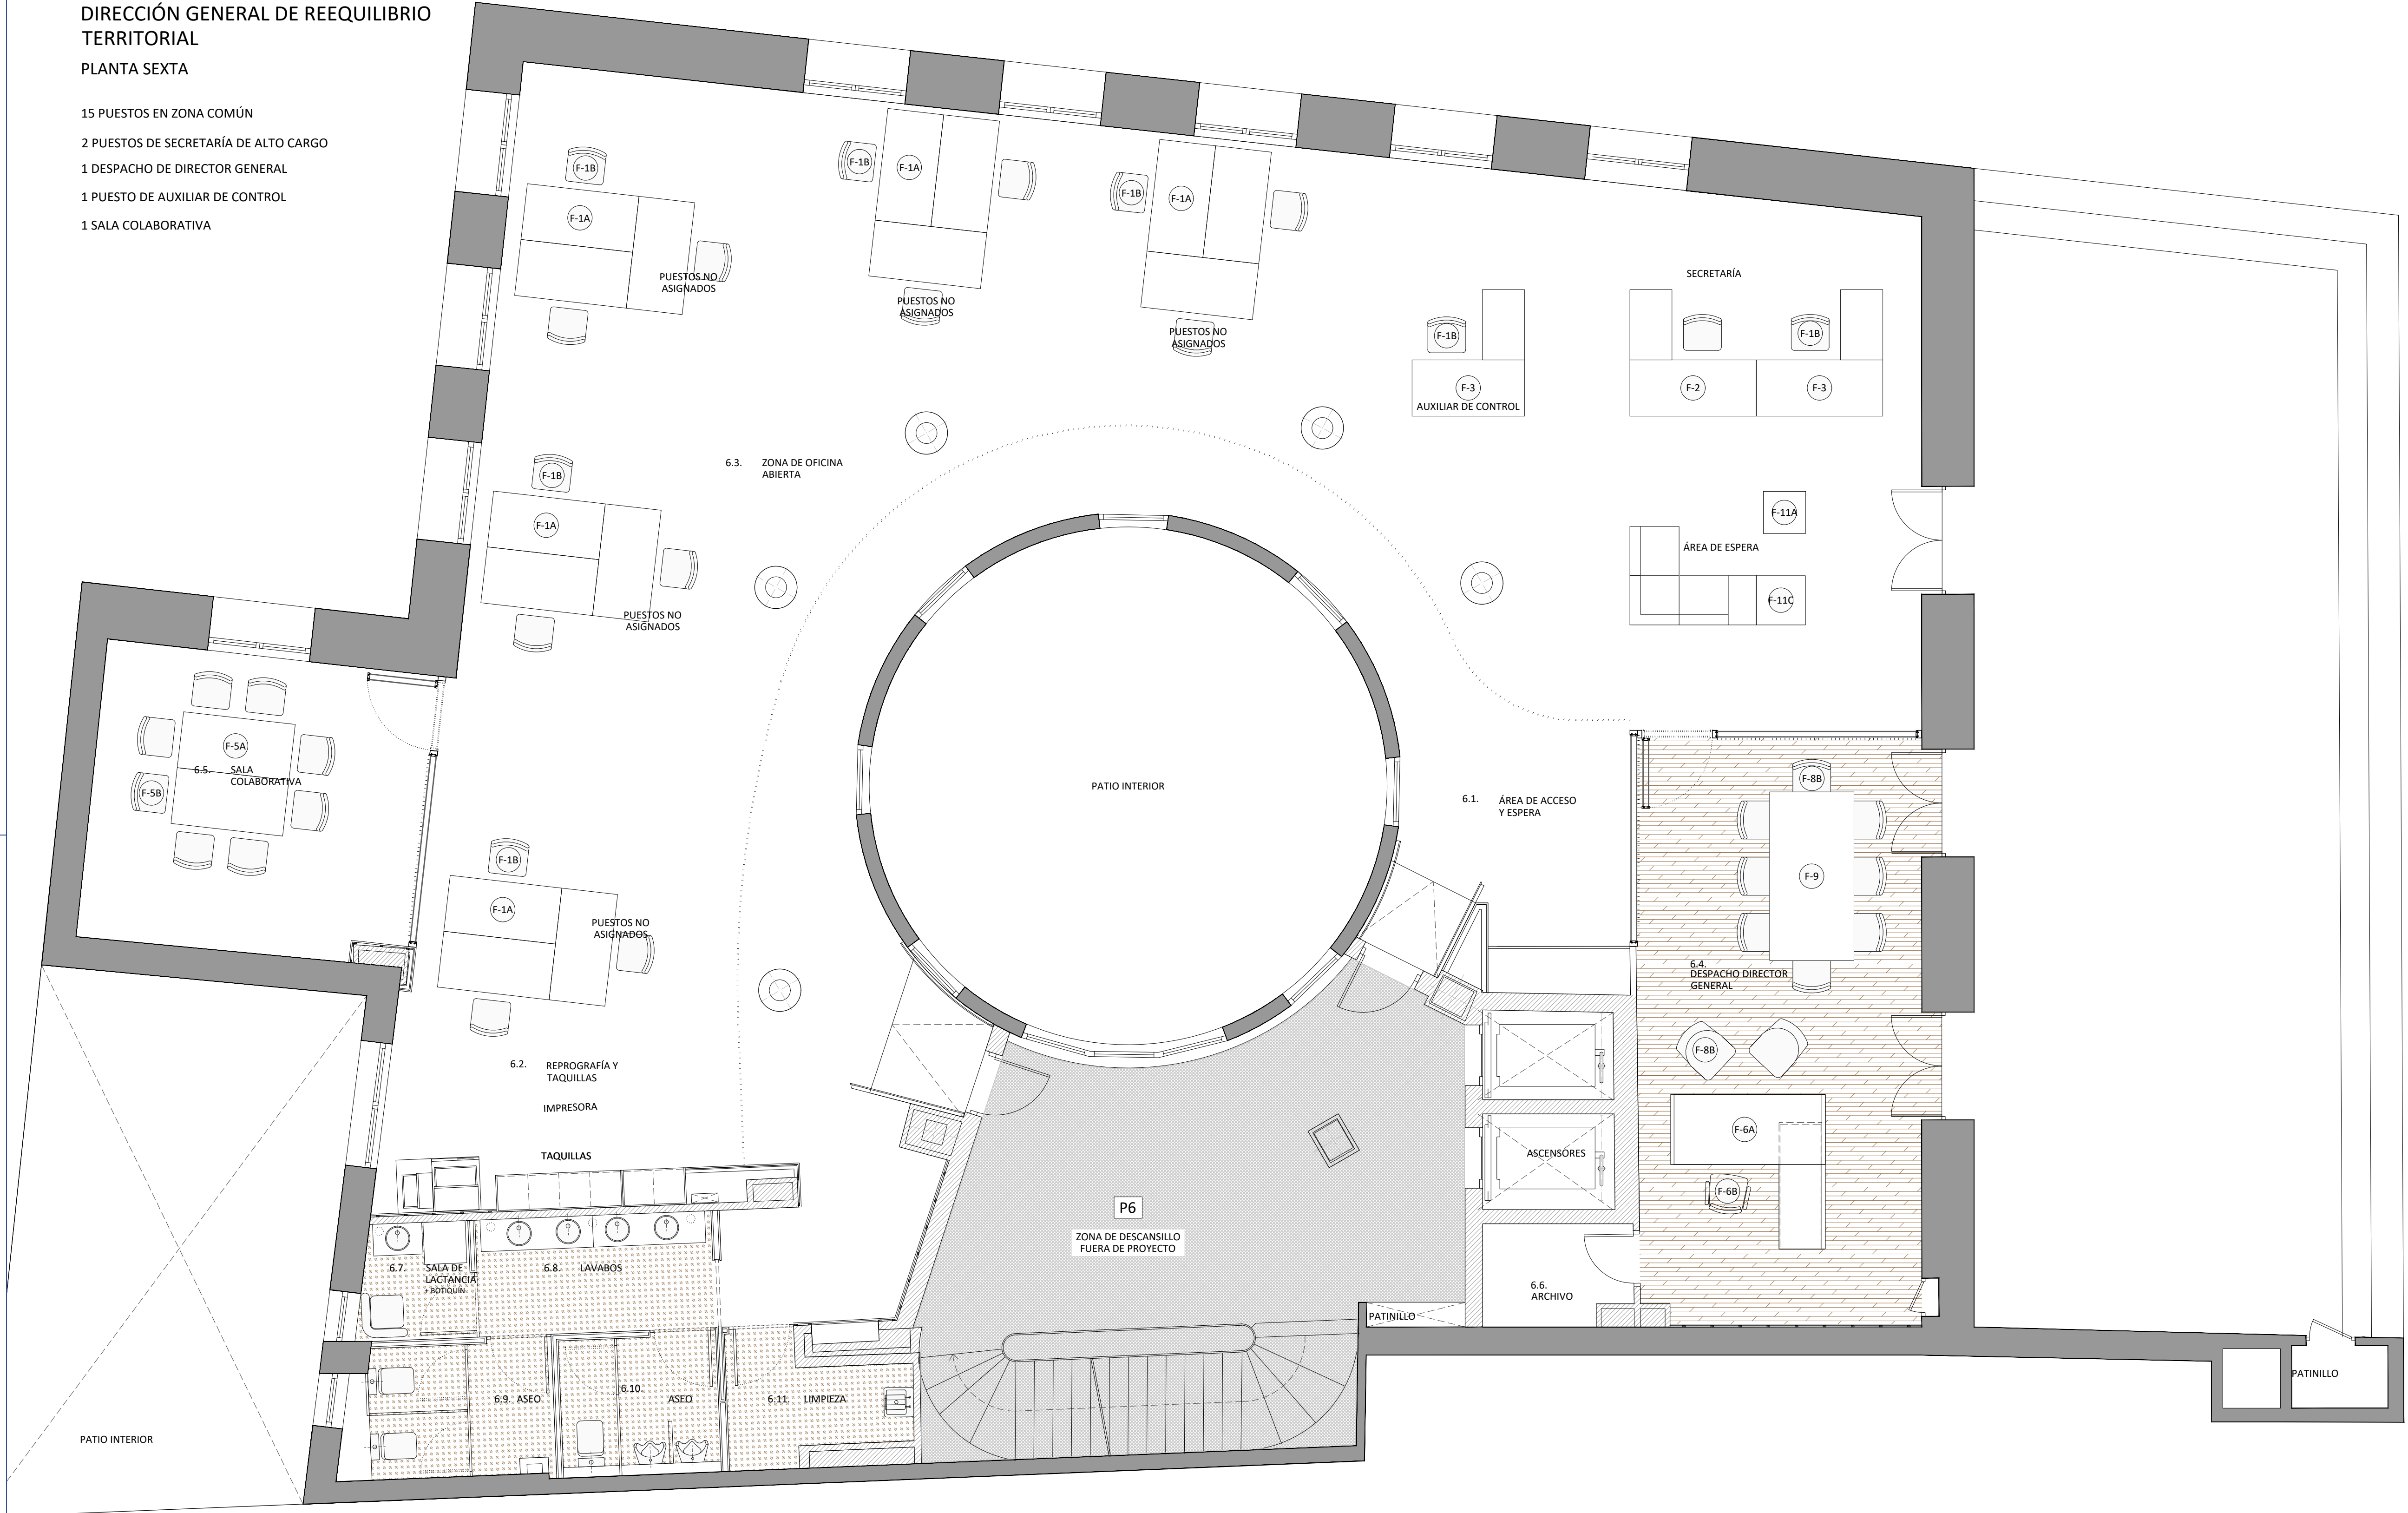 DIRECCIÓN GENERAL DE REEQUILIBRIO
TERRITORIAL
PLANTA SEXTA
15 PUESTOS EN ZONA COMÚN
2 PUESTOS DE SECRETARÍA DE ALTO CARGO
1 DESPACHO DE DIRECTOR GENERAL
1 PUESTO DE AUXILIAR DE CONTROL
1 SALA COLABORATIVA
F-1B
F-1A
PUESTOS NO
ASIGNADOS
F-1B
F-1A
PUESTOS NO
ASIGNADOS
F-1B
F-1A
PUESTOS NO
ASIGNADOS
F-1B
F-3
AUXILIAR DE CONTROL
SECRETARÍA
F-1B
F-2
F-3
6.3. ZONA DE OFICINA
ABIERTA
F-1B
F-1A
PUESTOS NO
ASIGNADOS
F-11A
ÁREA DE ESPERA
F-11C
F-5A
6.5. SALA
COLABORATIVA
F-5B
PATIO INTERIOR
6.1. ÁREA DE ACCESO
Y ESPERA
F-8B
F-9
F-1B
F-1A
PUESTOS NO
ASIGNADOS
6.4.
DESPACHO DIRECTOR
GENERAL
F-8B
6.2. REPROGRAFÍA Y
TAQUILLAS
IMPRESORA
TAQUILLAS
F-6A
ASCENSORES
F-6B
P6
ZONA DE DESCANSILLO
FUERA DE PROYECTO
6.7. SALA DE
LACTANCIA
+ BOTIQUÍN
6.8. LAVABOS
6.6.
ARCHIVO
PATINILLO
PATINILLO
6.9. ASEO
6.10.
ASEO
6.11. LIMPIEZA
PATIO INTERIOR